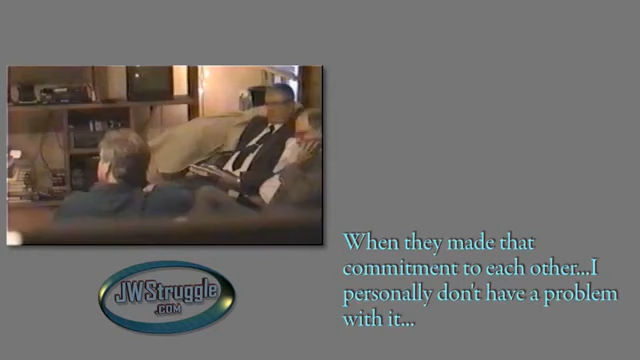 When they made that
commitment to each other...I
personally don't have a problem
with it...
JWStruggle
.COM